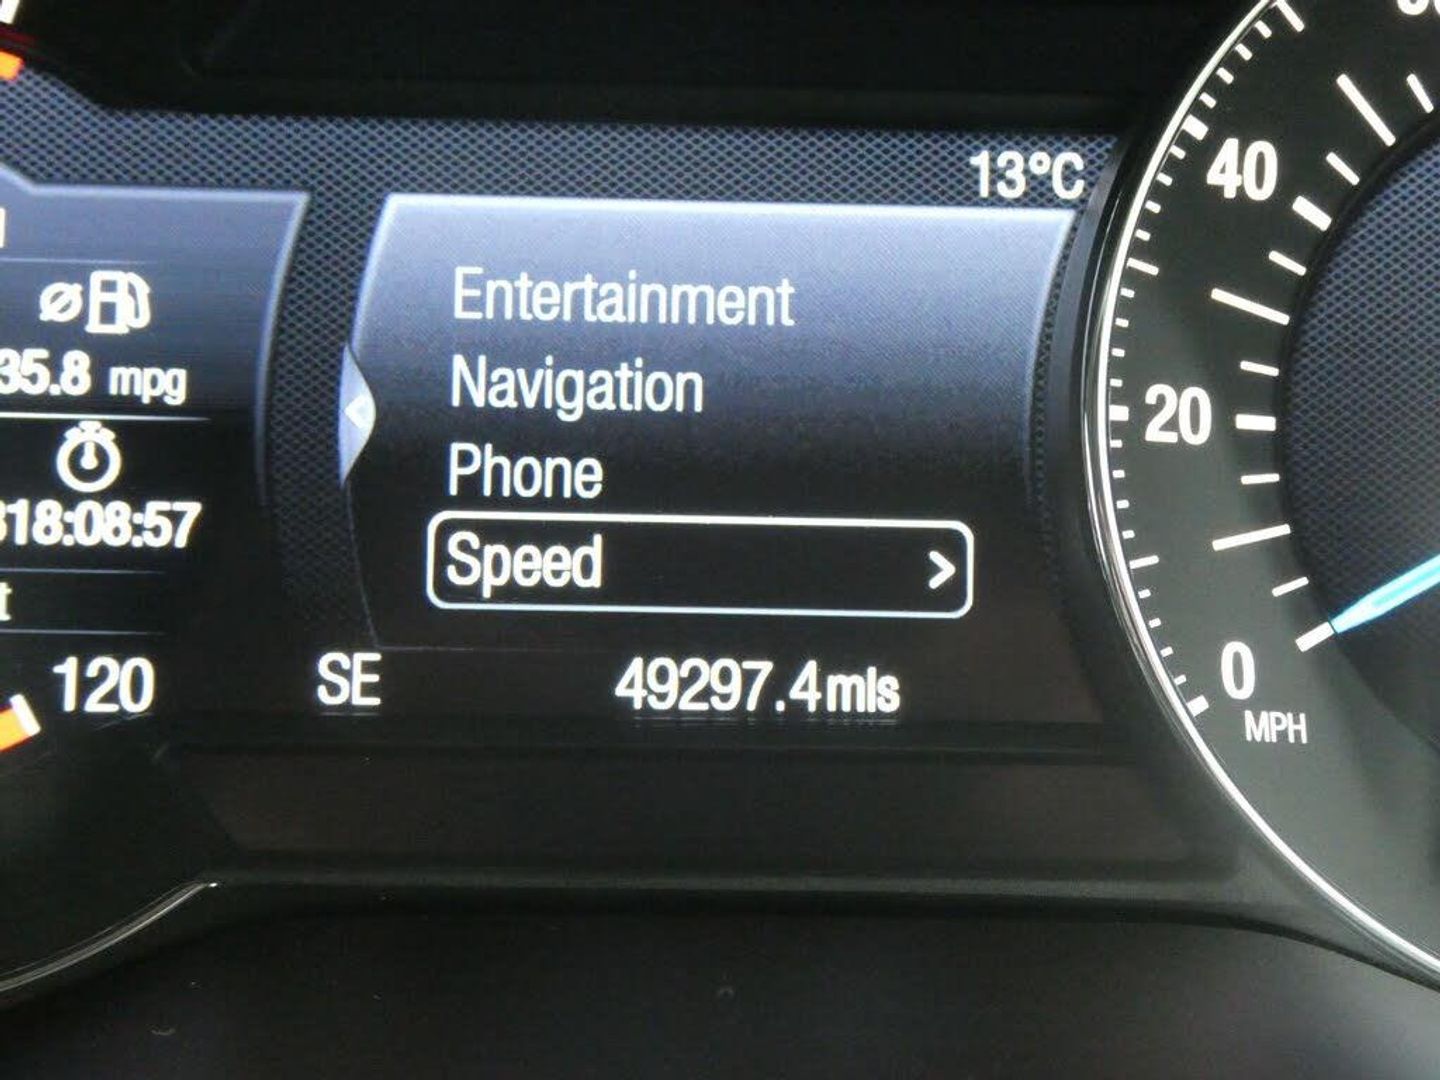 13°C
40
Entertainment
Navigation
Phone
Speed >
35.8 mpg
18:08:57
20
120
SE
49297.4mls
0
MPH